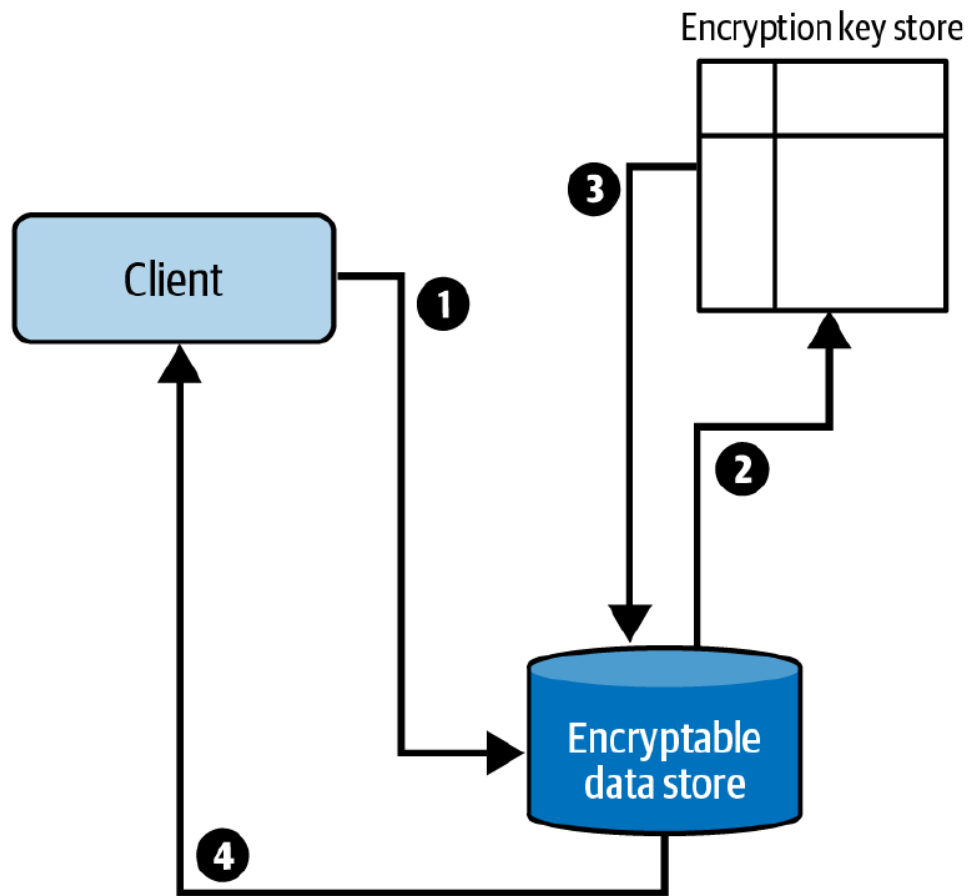 Encryption key store
3
Client
1
2
Encryptable
data store
4